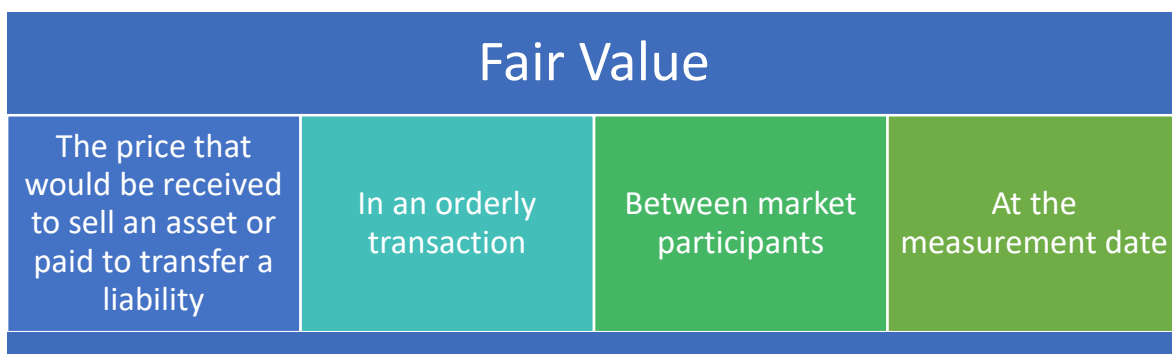 Fair Value
The price that
would be received
to sell an asset or
paid to transfer a
liability
In an orderly
transaction
Between market
participants
At the
measurement date